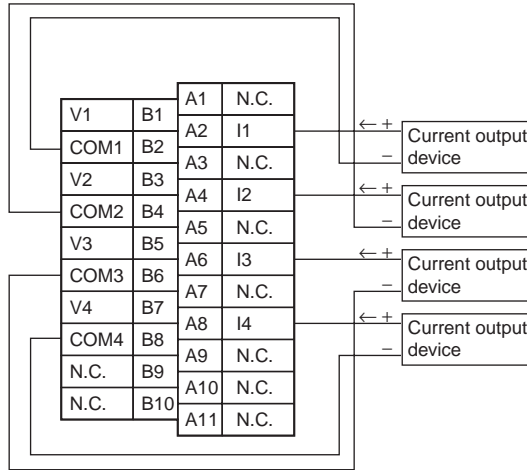 A1 N.C.
V1 B1
A2 I1
← + Current output device
COM1 B2
−
A3 N.C.
V2 B3
A4 I2
← + Current output device
COM2 B4
−
A5 N.C.
V3 B5
A6 I3
← + Current output device
COM3 B6
−
A7 N.C.
V4 B7
A8 I4
← + Current output device
COM4 B8
−
A9 N.C.
N.C. B9
A10 N.C.
N.C. B10
A11 N.C.